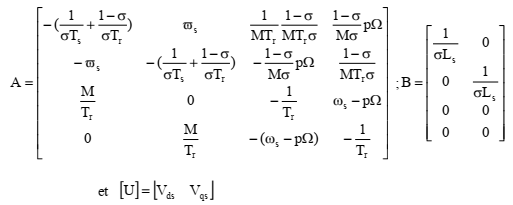 A = [ -(1/σT_s + 1-σ/σT_r) ϖ_s 1/MT_r 1-σ/MT_rσ 1-σ/Mσ pΩ
-ϖ_s -(1/σT_s + 1-σ/σT_r) -1-σ/Mσ pΩ 1-σ/MT_rσ
M/T_r 0 -1/T_r ω_s - pΩ
0 M/T_r -(ω_s - pΩ) -1/T_r ]
; B = [ 1/σL_s 0
0 1/σL_s
0 0
0 0 ]
et [U]=⌊V_ds V_qs⌋